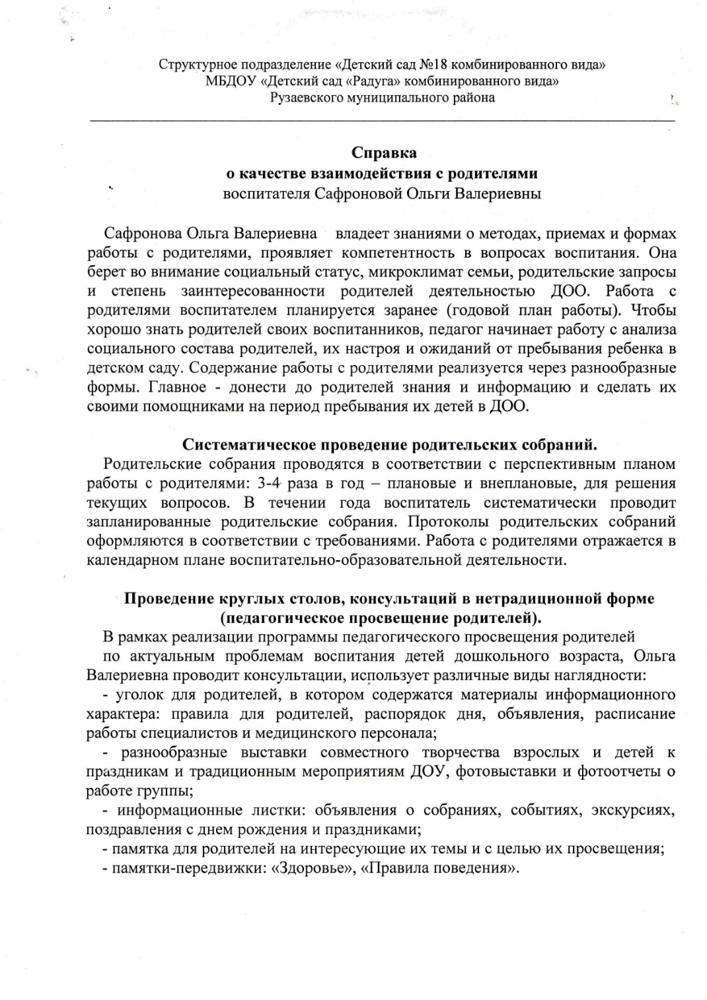 Структурное подразделение «Детский сад №18 комбинированного вида»
МБДОУ «Детский сад «Радуга» комбинированного вида»
Рузаевского муниципального района
Справка
о качестве взаимодействия с родителями
воспитателя Сафроновой Ольги Валериевны
Сафронова Ольга Валериевна владеет знаниями о методах, приемах и формах
работы с родителями, проявляет компетентность в вопросах воспитания. Она
берет во внимание социальный статус, микроклимат семьи, родительские запросы
и степень заинтересованности родителей деятельностью ДОО. Работа с
родителями воспитателем планируется заранее (годовой план работы). Чтобы
хорошо знать родителей своих воспитанников, педагог начинает работу с анализа
социального состава родителей, их настроя и ожиданий от пребывания ребенка в
детском саду. Содержание работы с родителями реализуется через разнообразные
формы. Главное - донести до родителей знания и информацию и сделать их
своими помощниками на период пребывания их детей в ДОО.
Систематическое проведение родительских собраний.
Родительские собрания проводятся в соответствии с перспективным планом
работы с родителями: 3-4 раза в год – плановые и внеплановые, для решения
текущих вопросов. В течении года воспитатель систематически проводит
запланированные родительские собрания. Протоколы родительских собраний
оформляются в соответствии с требованиями. Работа с родителями отражается в
календарном плане воспитательно-образовательной деятельности.
Проведение круглых столов, консультаций в нетрадиционной форме
(педагогическое просвещение родителей).
В рамках реализации программы педагогического просвещения родителей
по актуальным проблемам воспитания детей дошкольного возраста, Ольга
Валериевна проводит консультации, использует различные виды наглядности:
- уголок для родителей, в котором содержатся материалы информационного
характера: правила для родителей, распорядок дня, объявления, расписание
работы специалистов и медицинского персонала;
- разнообразные выставки совместного творчества взрослых и детей к
праздникам и традиционным мероприятиям ДОУ, фотовыставки и фотоотчеты о
работе группы;
- информационные листки: объявления о собраниях, событиях, экскурсиях,
поздравления с днем рождения и праздниками;
- памятка для родителей на интересующие их темы и с целью их просвещения;
- памятки-передвижки: «Здоровье», «Правила поведения».